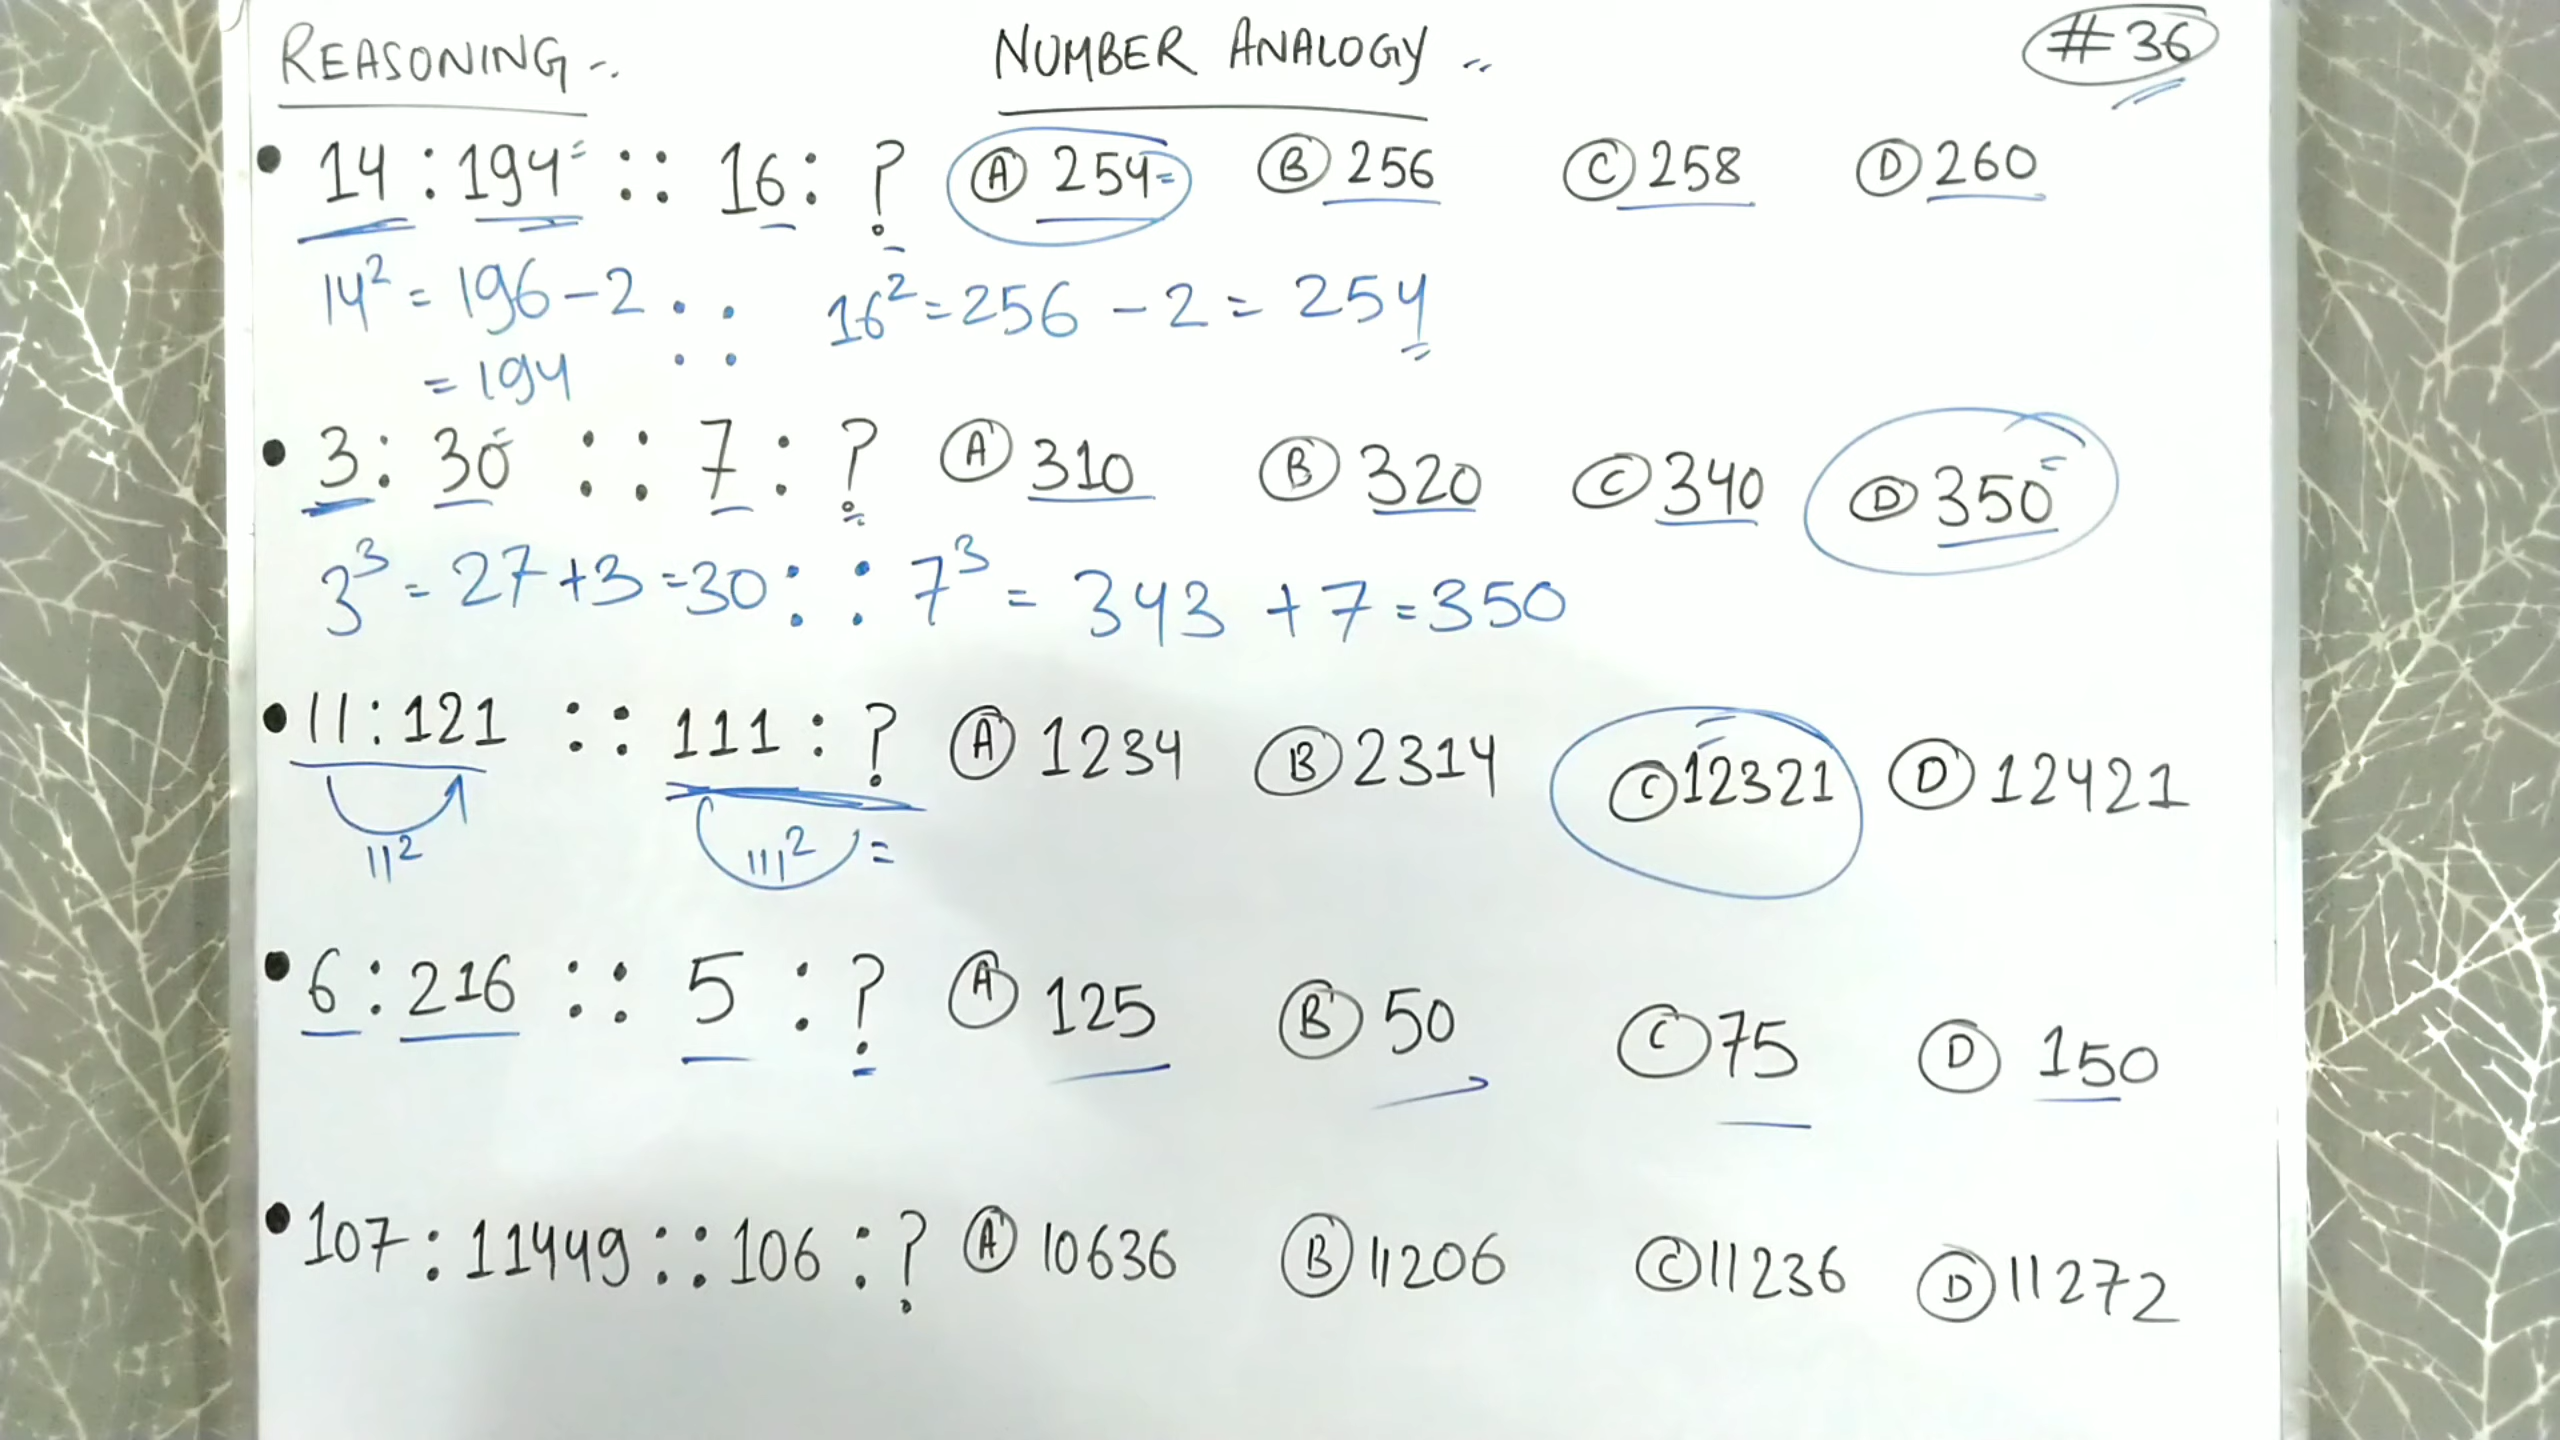 REASONING -. NUMBER ANALOGY .. #36
• 14 : 194 :: 16 : ? (A) 254 (B) 256 (C) 258 (D) 260
14² = 196 - 2 :: 16² = 256 - 2 = 254
= 194
• 3 : 30 :: 7 : ? (A) 310 (B) 320 (C) 340 (D) 350
3³ = 27 + 3 = 30 :: 7³ = 343 + 7 = 350
• 11 : 121 :: 111 : ? (A) 1234 (B) 2314 (C) 12321 (D) 12421
11² 111² =
• 6 : 216 :: 5 : ? (A) 125 (B) 50 (C) 75 (D) 150
• 107 : 11449 :: 106 : ? (A) 10636 (B) 11206 (C) 11236 (D) 11272